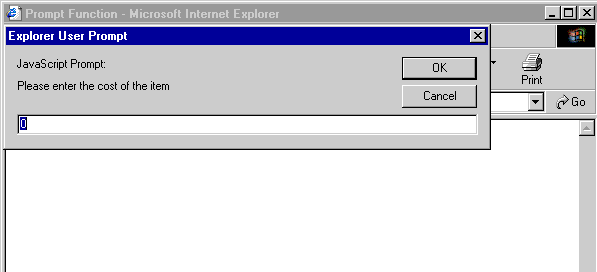 Prompt Function - Microsoft Internet Explorer
Explorer User Prompt
JavaScript Prompt:
OK
Please enter the cost of the item
Cancel
0
Print
Go